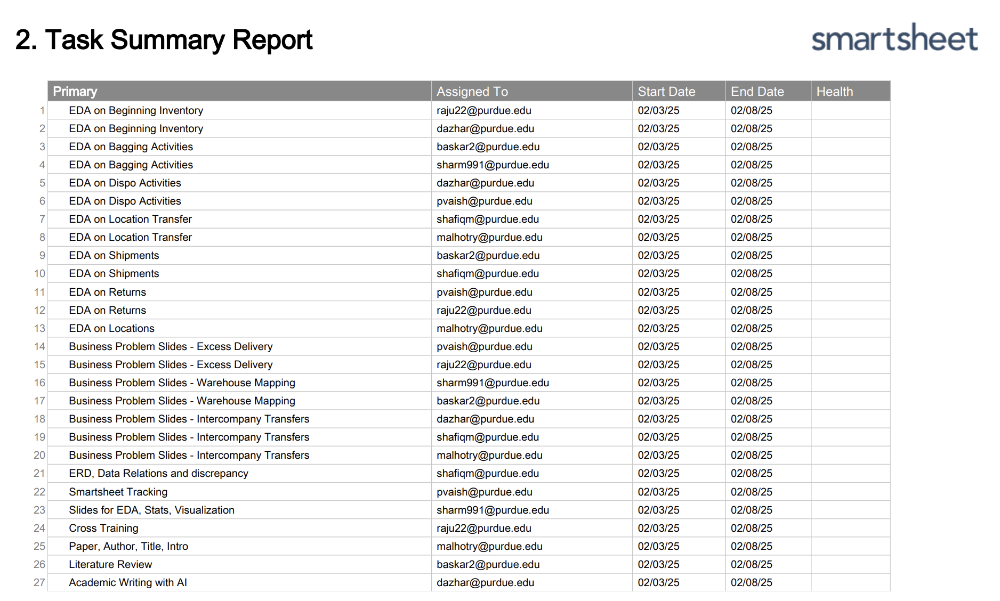 2. Task Summary Report
smartsheet
Primary Assigned To Start Date End Date Health
1 EDA on Beginning Inventory raju22@purdue.edu 02/03/25 02/08/25
2 EDA on Beginning Inventory dazhar@purdue.edu 02/03/25 02/08/25
3 EDA on Bagging Activities baskar2@purdue.edu 02/03/25 02/08/25
4 EDA on Bagging Activities sharm991@purdue.edu 02/03/25 02/08/25
5 EDA on Dispo Activities dazhar@purdue.edu 02/03/25 02/08/25
6 EDA on Dispo Activities pvaish@purdue.edu 02/03/25 02/08/25
7 EDA on Location Transfer shafiqm@purdue.edu 02/03/25 02/08/25
8 EDA on Location Transfer malhotry@purdue.edu 02/03/25 02/08/25
9 EDA on Shipments baskar2@purdue.edu 02/03/25 02/08/25
10 EDA on Shipments shafiqm@purdue.edu 02/03/25 02/08/25
11 EDA on Returns pvaish@purdue.edu 02/03/25 02/08/25
12 EDA on Returns raju22@purdue.edu 02/03/25 02/08/25
13 EDA on Locations malhotry@purdue.edu 02/03/25 02/08/25
14 Business Problem Slides - Excess Delivery pvaish@purdue.edu 02/03/25 02/08/25
15 Business Problem Slides - Excess Delivery raju22@purdue.edu 02/03/25 02/08/25
16 Business Problem Slides - Warehouse Mapping sharm991@purdue.edu 02/03/25 02/08/25
17 Business Problem Slides - Warehouse Mapping baskar2@purdue.edu 02/03/25 02/08/25
18 Business Problem Slides - Intercompany Transfers dazhar@purdue.edu 02/03/25 02/08/25
19 Business Problem Slides - Intercompany Transfers shafiqm@purdue.edu 02/03/25 02/08/25
20 Business Problem Slides - Intercompany Transfers malhotry@purdue.edu 02/03/25 02/08/25
21 ERD, Data Relations and discrepancy shafiqm@purdue.edu 02/03/25 02/08/25
22 Smartsheet Tracking pvaish@purdue.edu 02/03/25 02/08/25
23 Slides for EDA, Stats, Visualization sharm991@purdue.edu 02/03/25 02/08/25
24 Cross Training raju22@purdue.edu 02/03/25 02/08/25
25 Paper, Author, Title, Intro malhotry@purdue.edu 02/03/25 02/08/25
26 Literature Review baskar2@purdue.edu 02/03/25 02/08/25
27 Academic Writing with AI dazhar@purdue.edu 02/03/25 02/08/25